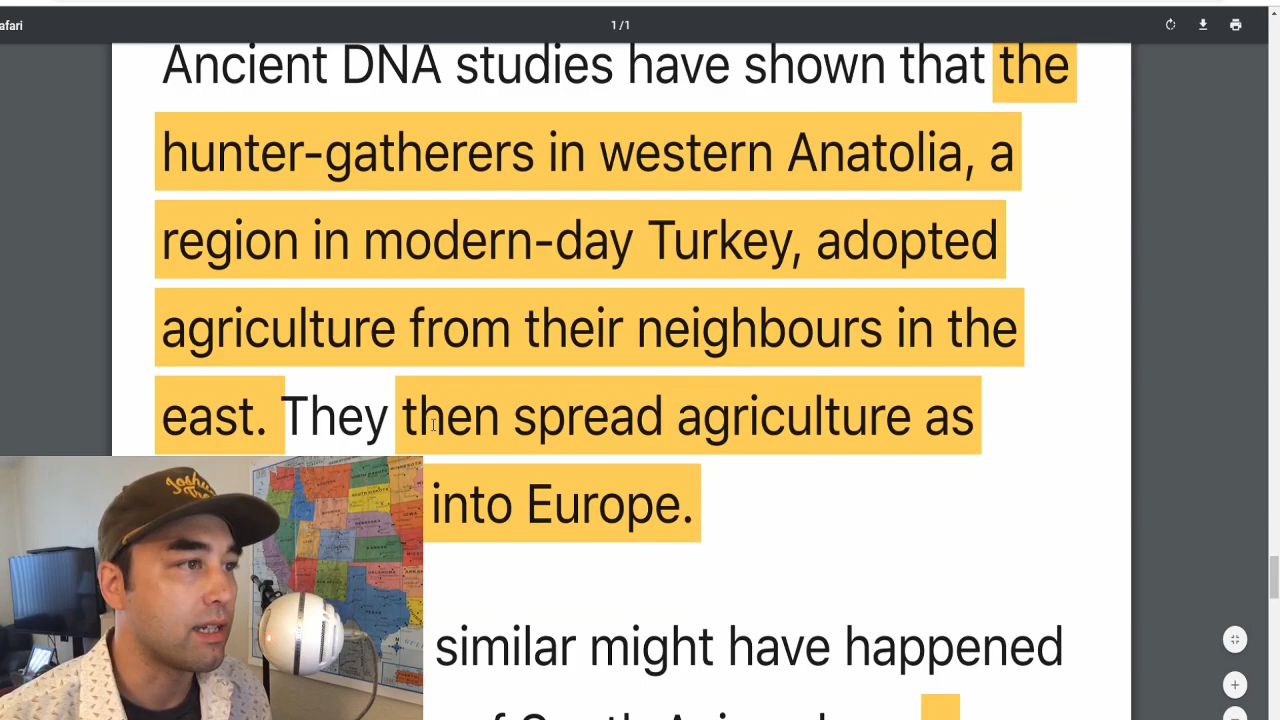 afari
1/1
Ancient DNA studies have shown that the
hunter-gatherers in western Anatolia, a
region in modern-day Turkey, adopted
agriculture from their neighbours in the
east. They then spread agriculture as
into Europe.
similar might have happened